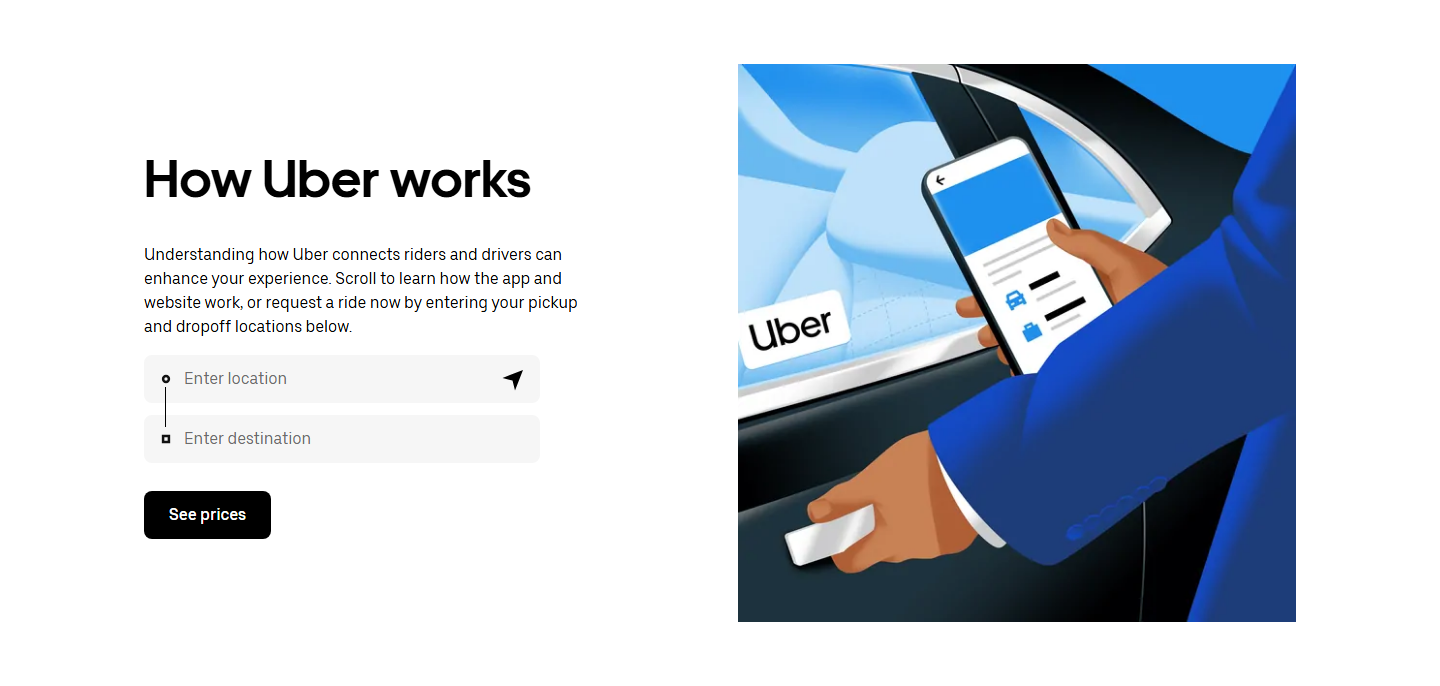 How Uber works
Understanding how Uber connects riders and drivers can
enhance your experience. Scroll to learn how the app and
website work, or request a ride now by entering your pickup
and dropoff locations below.
Enter location
Enter destination
See prices
Uber